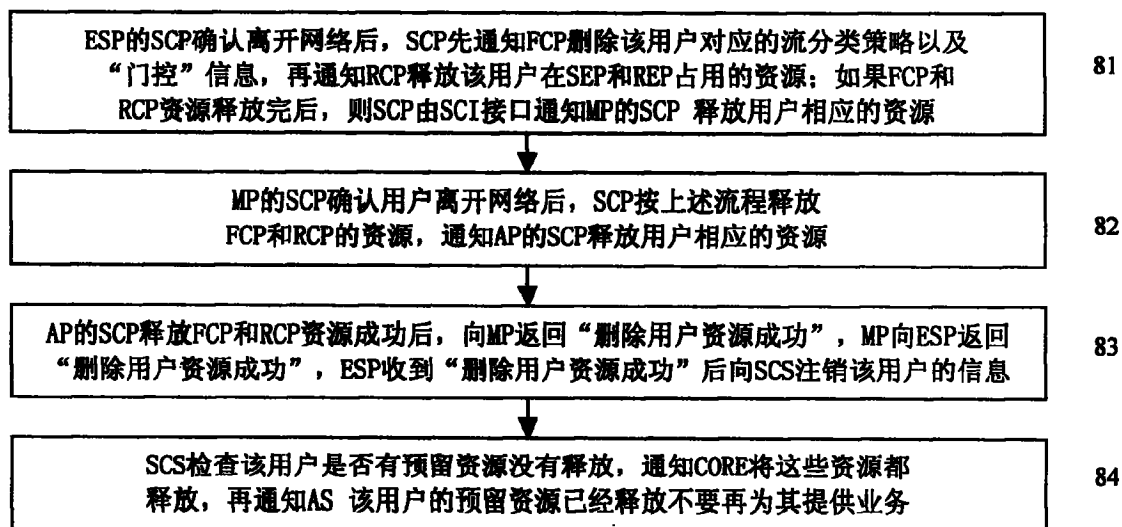 ESP的SCP确认离开网络后，SCP先通知FCP删除该用户对应的流分类策略以及
“门控”信息，再通知RCP释放该用户在SEP和REP占用的资源；如果FCP和
RCP资源释放完后，则SCP由SCI接口通知MP的SCP 释放用户相应的资源
81
MP的SCP确认用户离开网络后，SCP按上述流程释放
FCP和RCP的资源，通知AP的SCP释放用户相应的资源
82
AP的SCP释放FCP和RCP资源成功后，向MP返回“删除用户资源成功”，MP向ESP返回
“删除用户资源成功”，ESP收到“删除用户资源成功”后向SCS注销该用户的信息
83
SCS检查该用户是否有预留资源没有释放，通知CORE将这些资源都
释放，再通知AS 该用户的预留资源已经释放不要再为其提供业务
84